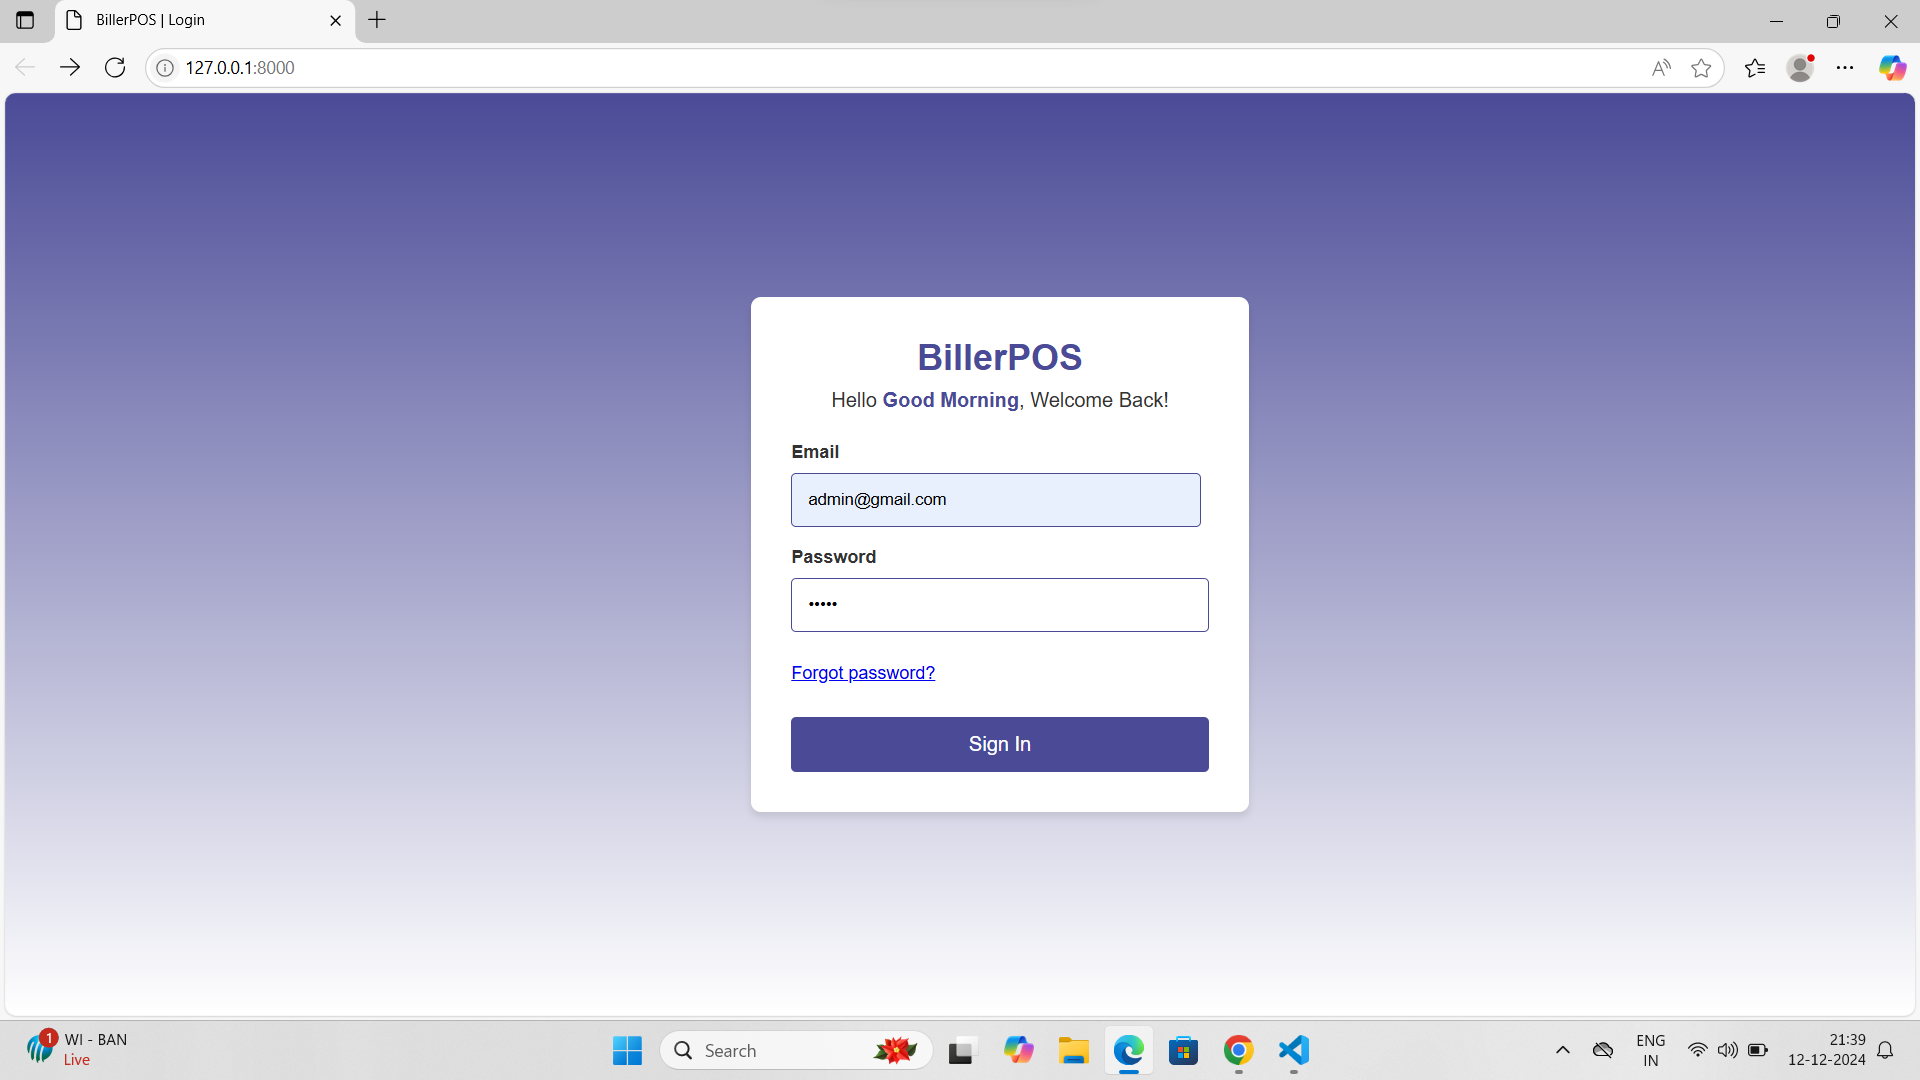 BillerPOS | Login
127.0.0.1:8000
BillerPOS
Hello Good Morning, Welcome Back!
Email
admin@gmail.com
Password
•••••
Forgot password?
Sign In
1
WI - BAN
Live
Search
ENG
IN
21:39
12-12-2024